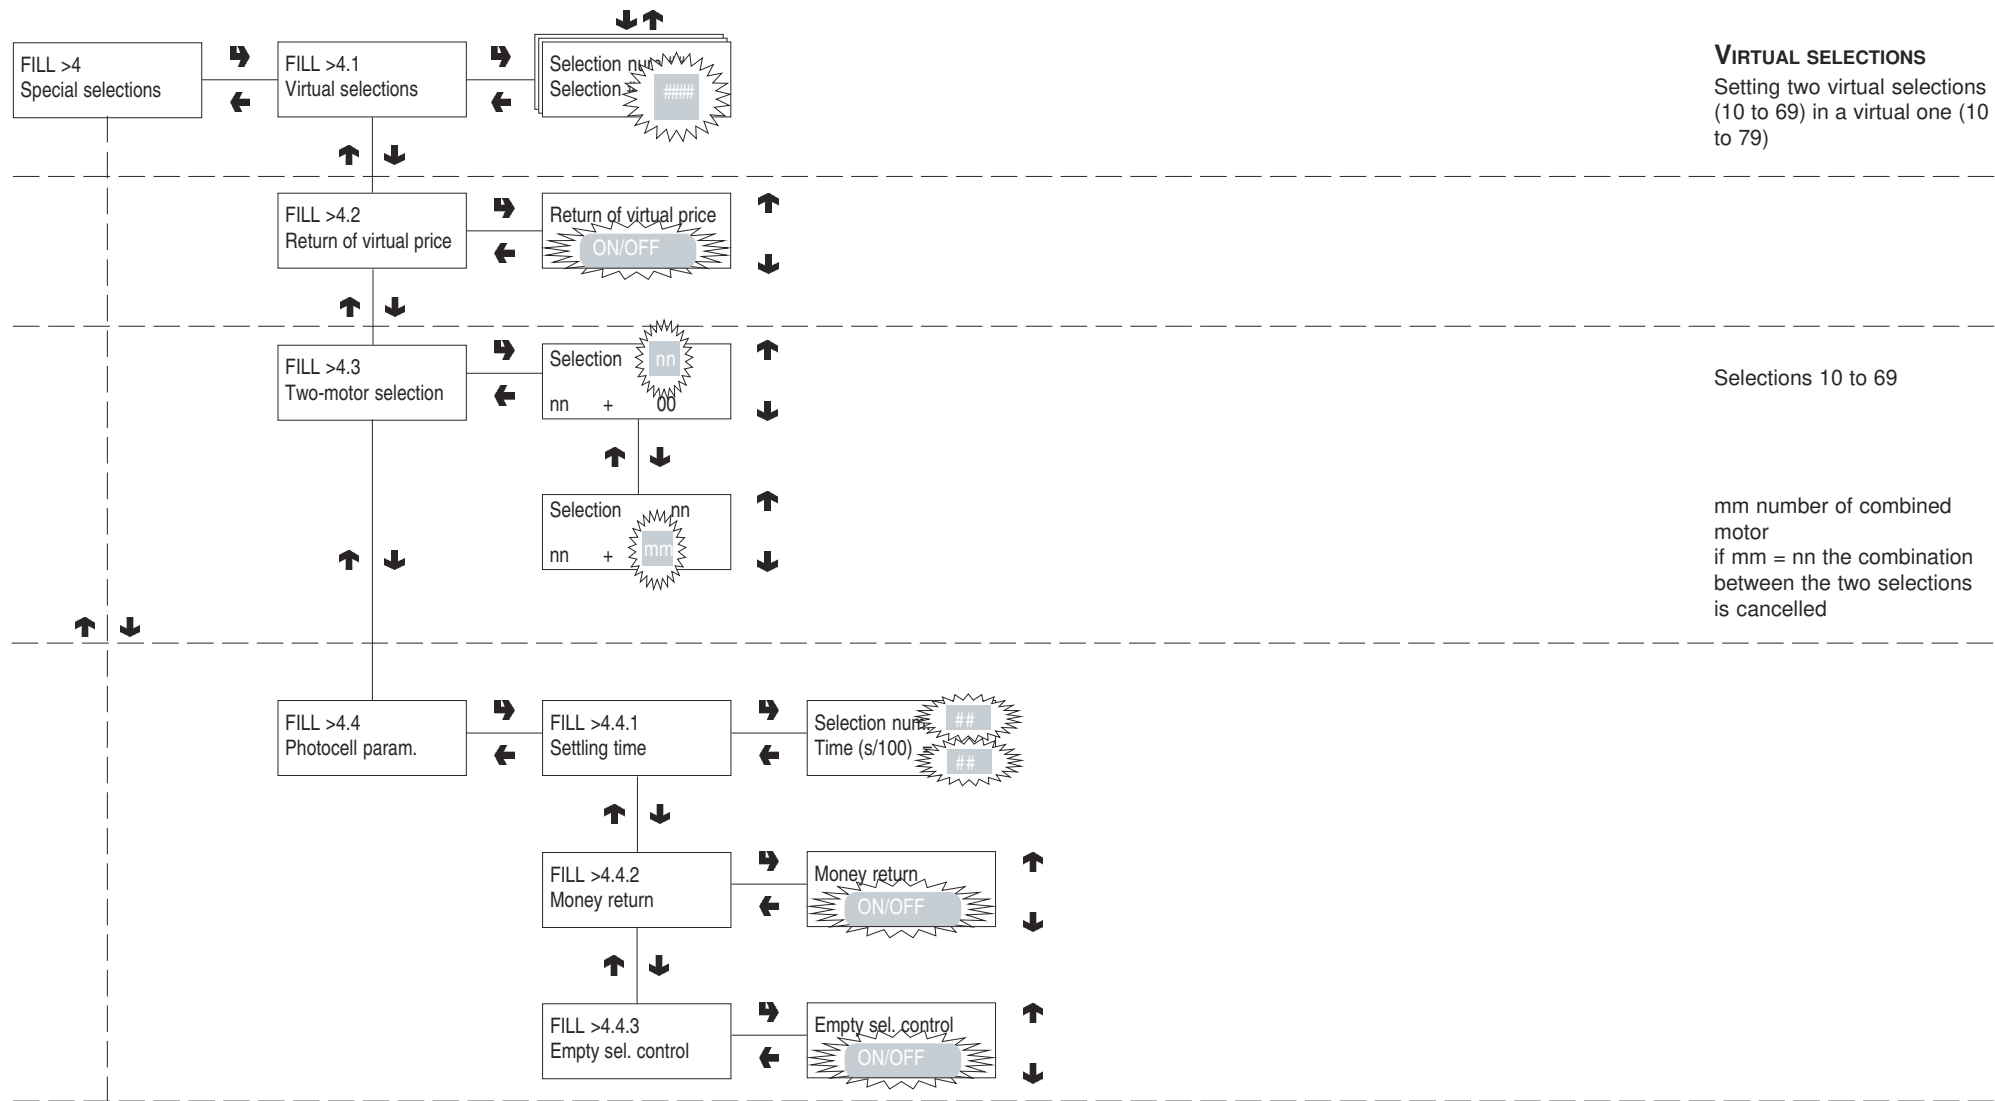 FILL >4
Special selections
FILL >4.1
Virtual selections
Selection
Selection
####
VIRTUAL SELECTIONS
Setting two virtual selections
(10 to 69) in a virtual one (10
to 79)
FILL >4.2
Return of virtual price
Return of virtual price
ON/OFF
FILL >4.3
Two-motor selection
Selection nn
nn + 00
Selections 10 to 69
Selection nn
nn + mm
mm number of combined
motor
if mm = nn the combination
between the two selections
is cancelled
FILL >4.4
Photocell param.
FILL >4.4.1
Settling time
Selection num. ##
Time (s/100) ##
FILL >4.4.2
Money return
Money return
ON/OFF
FILL >4.4.3
Empty sel. control
Empty sel. control
ON/OFF